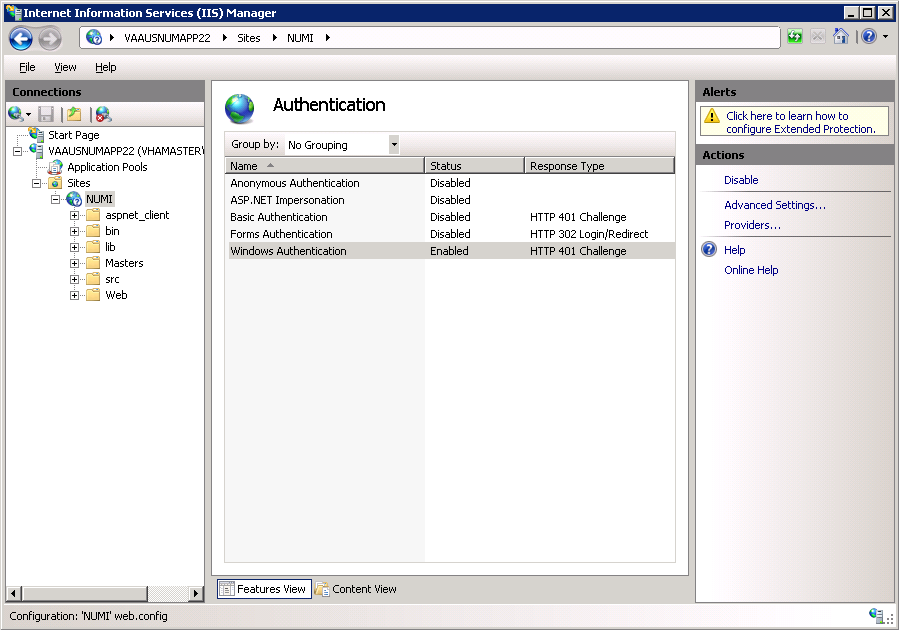 Internet Information Services (IIS) Manager
VAAUSNUMAPP22 Sites NUMI
File View Help
Connections
Start Page
VAAUSNUMAPP22 (VHAMASTER\
Application Pools
Sites
NUMI
aspnet_client
bin
lib
Masters
src
Web
Authentication
Group by: No Grouping
Name Status Response Type
Anonymous Authentication Disabled
ASP.NET Impersonation Disabled
Basic Authentication Disabled HTTP 401 Challenge
Forms Authentication Disabled HTTP 302 Login/Redirect
Windows Authentication Enabled HTTP 401 Challenge
Features View Content View
Alerts
Click here to learn how to
configure Extended Protection.
Actions
Disable
Advanced Settings...
Providers...
Help
Online Help
Configuration: 'NUMI' web.config